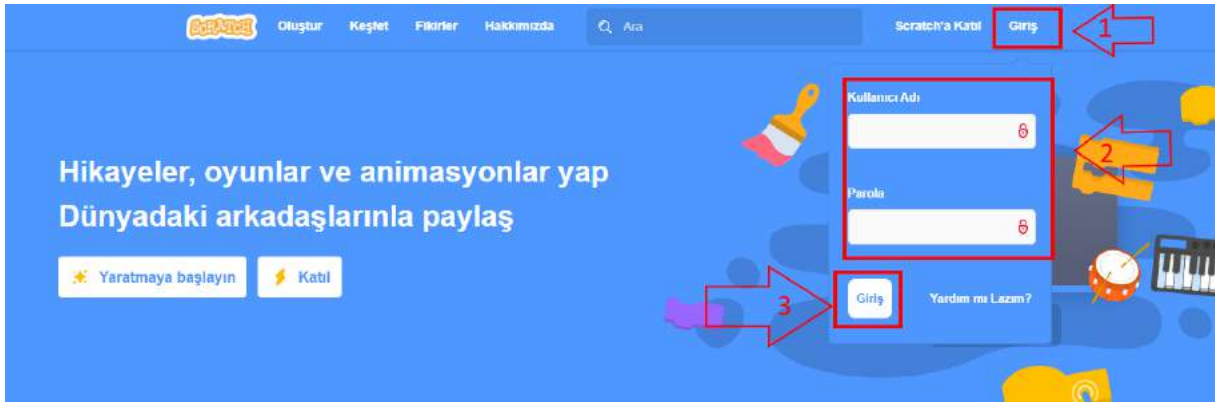 SCRATCH Oluştur Keşfet Fikirler Hakkımızda Ara Scratch'a Katıl Giriş 1
Kullanıcı Adı
2
Hikayeler, oyunlar ve animasyonlar yap
Dünyadaki arkadaşlarınla paylaş
Parola
Yaratmaya başlayın Katıl
3 Giriş Yardım mı Lazım?